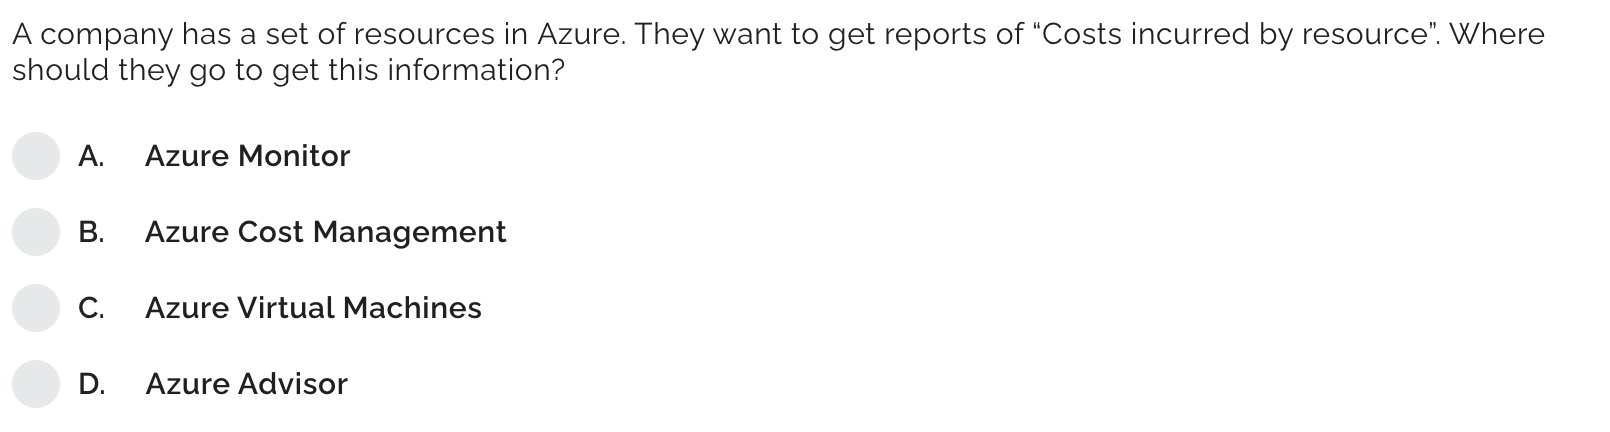 A company has a set of resources in Azure. They want to get reports of “Costs incurred by resource”. Where
should they go to get this information?
A. Azure Monitor
B. Azure Cost Management
C. Azure Virtual Machines
D. Azure Advisor